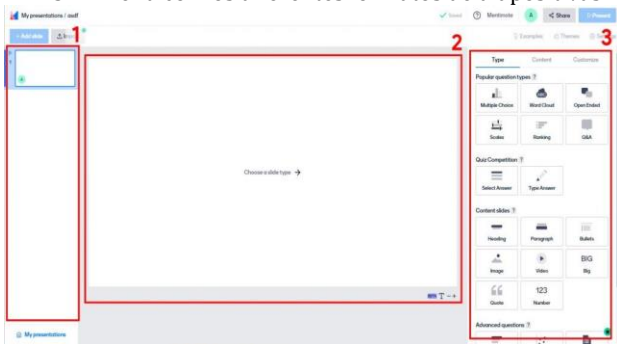 My presentations / asdf
Saved
Mentimote
Share
Present
+ Add slide
1
Examples
Themes
2
3
Type
Content
Customize
Popular question types ?
Multiple Choice
Word Cloud
Open Ended
Scales
Ranking
Q&A
Quiz Competition ?
Select Answer
Type Answer
Choose a slide type →
Content slides ?
Heading
Paragraph
Bullets
Image
Video
BIG
Big
Quote
123
Number
T - +
Advanced questions ?
My presentations